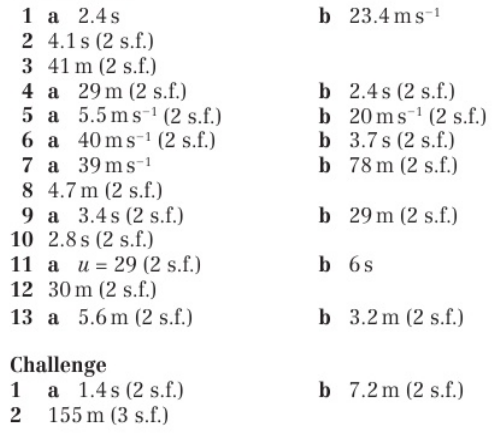 1 a 2.4 s b 23.4 m s⁻¹
2 4.1 s (2 s.f.)
3 41 m (2 s.f.)
4 a 29 m (2 s.f.) b 2.4 s (2 s.f.)
5 a 5.5 m s⁻¹ (2 s.f.) b 20 m s⁻¹ (2 s.f.)
6 a 40 m s⁻¹ (2 s.f.) b 3.7 s (2 s.f.)
7 a 39 m s⁻¹ b 78 m (2 s.f.)
8 4.7 m (2 s.f.)
9 a 3.4 s (2 s.f.) b 29 m (2 s.f.)
10 2.8 s (2 s.f.)
11 a u = 29 (2 s.f.) b 6 s
12 30 m (2 s.f.)
13 a 5.6 m (2 s.f.) b 3.2 m (2 s.f.)
Challenge
1 a 1.4 s (2 s.f.) b 7.2 m (2 s.f.)
2 155 m (3 s.f.)